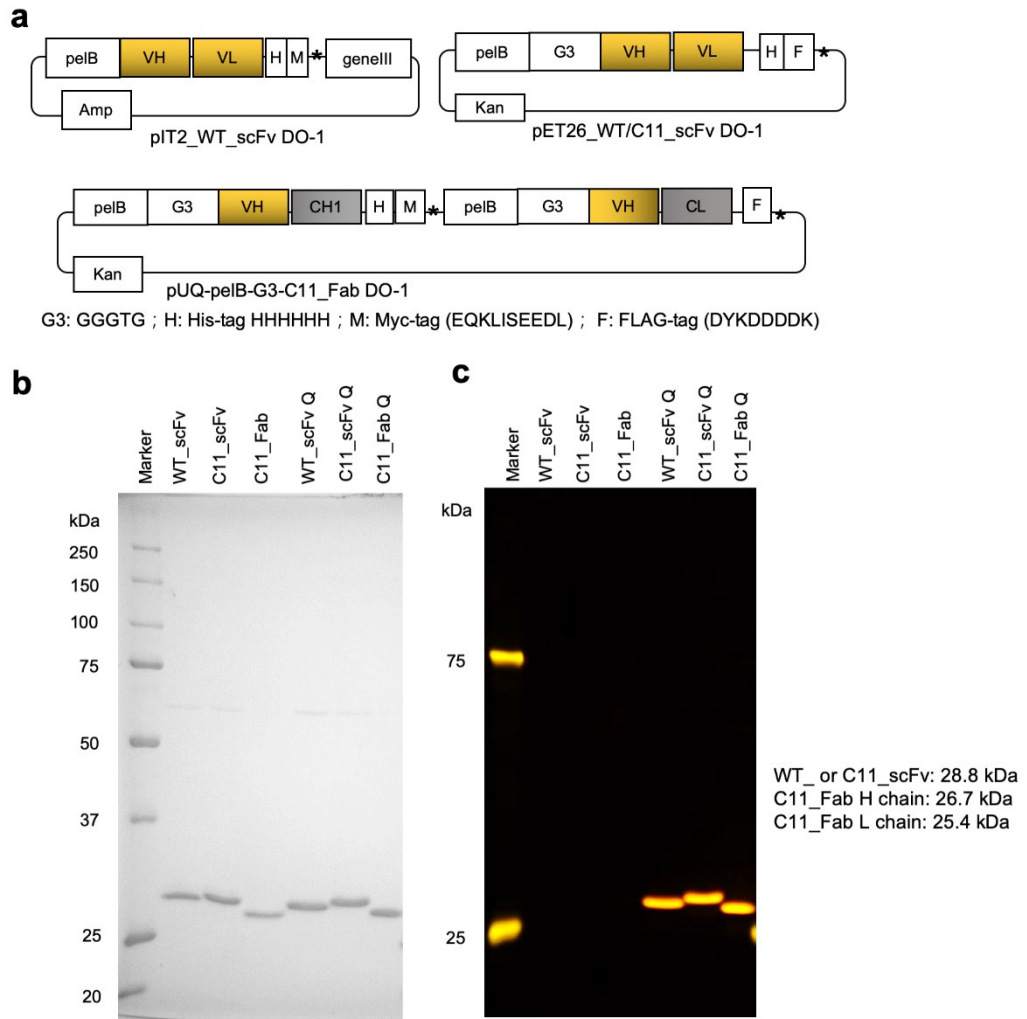 a
pelB VH VL H M * geneIII
Amp
pIT2_WT_scFv DO-1
pelB G3 VH VL H F *
Kan
pET26_WT/C11_scFv DO-1
pelB G3 VH CH1 H M * pelB G3 VH CL F *
Kan
pUQ-pelB-G3-C11_Fab DO-1
G3: GGGTG ; H: His-tag HHHHHH ; M: Myc-tag (EQKLISEEDL) ; F: FLAG-tag (DYKDDDDK)
b
Marker
WT_scFv
C11_scFv
C11_Fab
WT_scFv Q
C11_scFv Q
C11_Fab Q
kDa
250
150
100
75
50
37
25
20
c
Marker
WT_scFv
C11_scFv
C11_Fab
WT_scFv Q
C11_scFv Q
C11_Fab Q
kDa
75
25
WT_ or C11_scFv: 28.8 kDa
C11_Fab H chain: 26.7 kDa
C11_Fab L chain: 25.4 kDa